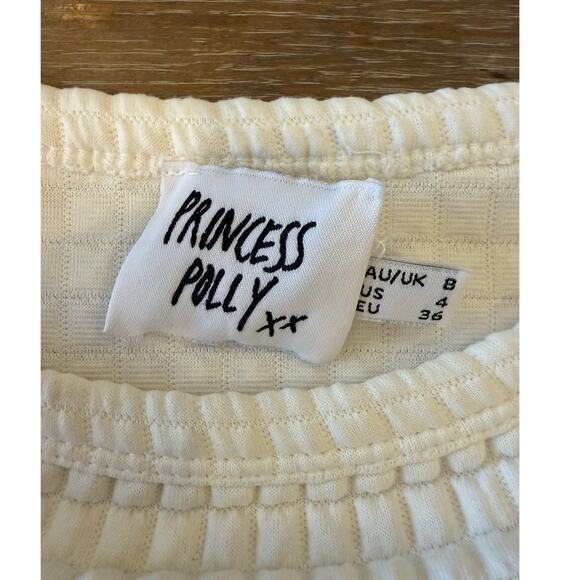 PRINCESS
POLLY xx
AU/UK 8
US 4
EU 36